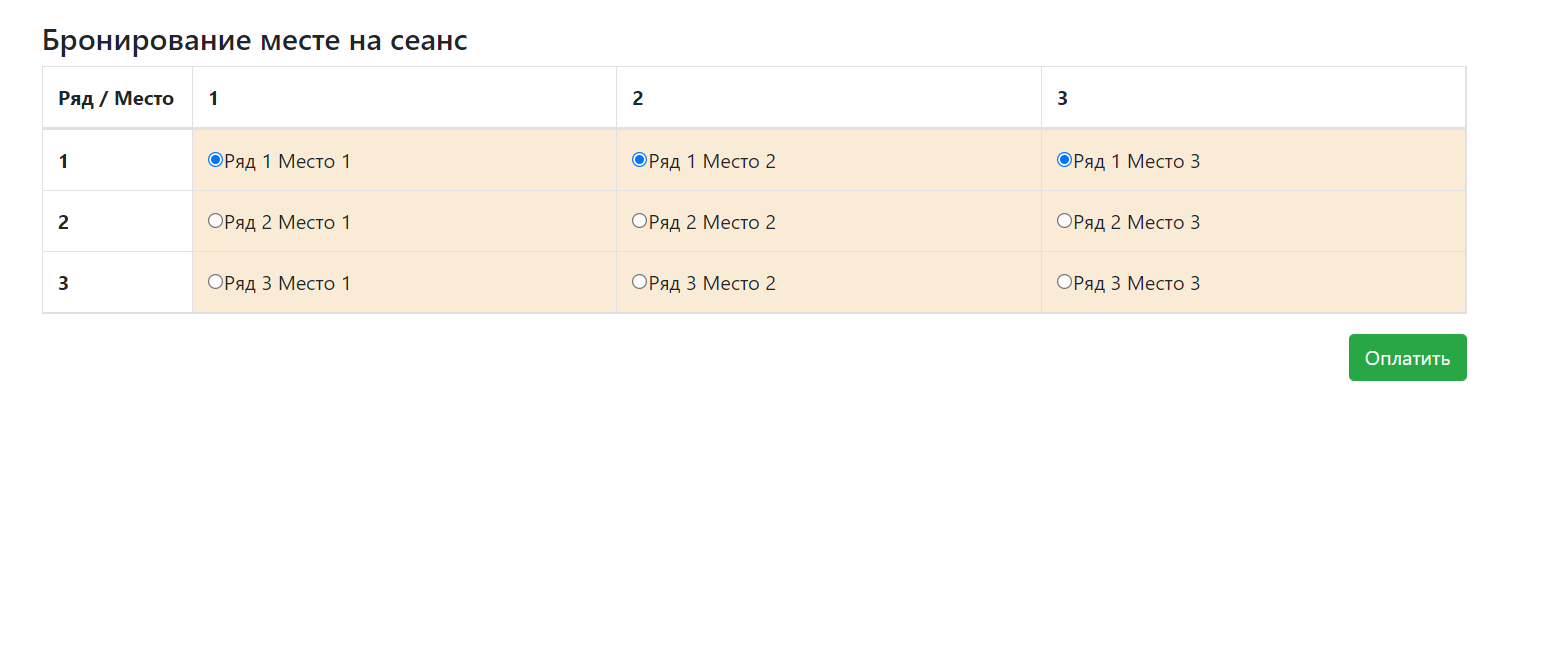 Бронирование месте на сеанс
Ряд / Место 1 2 3
1 Ряд 1 Место 1 Ряд 1 Место 2 Ряд 1 Место 3
2 Ряд 2 Место 1 Ряд 2 Место 2 Ряд 2 Место 3
3 Ряд 3 Место 1 Ряд 3 Место 2 Ряд 3 Место 3
Оплатить